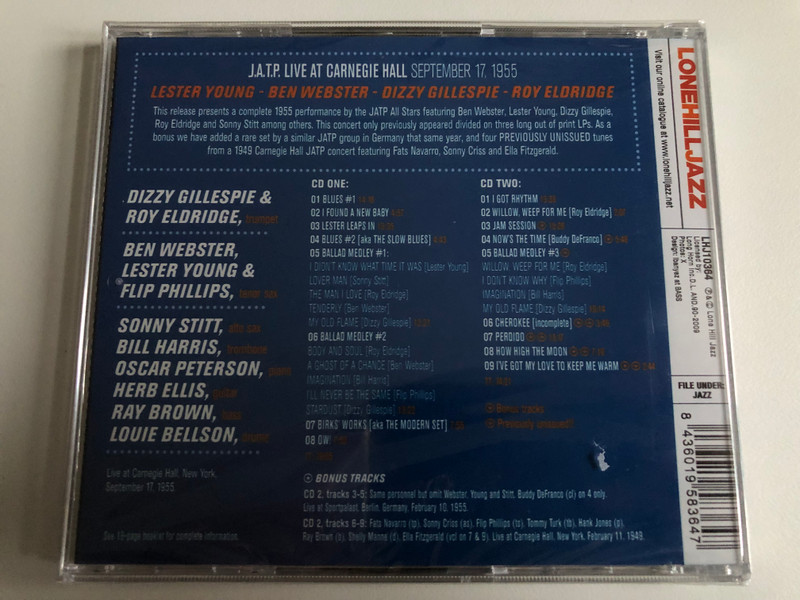 J.A.T.P. LIVE AT CARNEGIE HALL SEPTEMBER 17, 1955
LESTER YOUNG - BEN WEBSTER - DIZZY GILLESPIE - ROY ELDRIDGE
This release presents a complete 1955 performance by the JATP All Stars featuring Ben Webster, Lester Young, Dizzy Gillespie,
Roy Eldridge and Sonny Stitt among others. This concert only previously appeared divided on three long out of print LPs. As a
bonus we have added a rare set by a similar JATP group in Germany that same year, and four PREVIOUSLY UNISSUED tunes
from a 1949 Carnegie Hall JATP concert featuring Fats Navarro, Sonny Criss and Ella Fitzgerald.
DIZZY GILLESPIE &
ROY ELDRIDGE, trumpet
BEN WEBSTER,
LESTER YOUNG &
FLIP PHILLIPS, tenor sax
SONNY STITT, alto sax
BILL HARRIS, trombone
OSCAR PETERSON, piano
HERB ELLIS, guitar
RAY BROWN, bass
LOUIE BELLSON, drums
Live at Carnegie Hall, New York.
September 17, 1955.
See 12-page booklet for complete information.
CD ONE:
01 BLUES #1
02 I FOUND A NEW BABY
03 LESTER LEAPS IN
04 BLUES #2 [aka THE SLOW BLUES]
05 BALLAD MEDLEY #1:
I DIDN'T KNOW WHAT TIME IT WAS [Lester Young]
LOVER MAN [Sonny Stitt]
THE MAN I LOVE [Roy Eldridge]
TENDERLY [Ben Webster]
MY OLD FLAME [Dizzy Gillespie]
06 BALLAD MEDLEY #2
BODY AND SOUL [Roy Eldridge]
A GHOST OF A CHANCE [Ben Webster]
IMAGINATION [Bill Harris]
I'LL NEVER BE THE SAME [Flip Phillips]
STARDUST [Dizzy Gillespie]
07 BIRKS' WORKS [aka THE MODERN SET]
08 OW!
CD TWO:
01 I GOT RHYTHM
02 WILLOW, WEEP FOR ME [Roy Eldridge]
03 JAM SESSION
04 NOW'S THE TIME [Buddy DeFranco]
05 BALLAD MEDLEY #3
WILLOW WEEP FOR ME [Roy Eldridge]
I DON'T KNOW WHY [Flip Phillips]
IMAGINATION [Bill Harris]
MY OLD FLAME [Dizzy Gillespie]
06 CHEROKEE [incomplete]
07 PERDIDO
08 HOW HIGH THE MOON
09 I'VE GOT MY LOVE TO KEEP ME WARM
Bonus tracks
Previously unissued!!
BONUS TRACKS
CD 2, tracks 3-5: Same personnel but omit Webster, Young and Stitt. Buddy DeFranco (cl) on 4 only.
Live at Sportpalast, Berlin, Germany, February 10, 1955.
CD 2, tracks 6-9: Fats Navarro (tp), Sonny Criss (as), Flip Phillips (ts), Tommy Turk (tb), Hank Jones (p),
Ray Brown (b), Shelly Manne (d), Ella Fitzgerald (vcl on 7 & 9). Live at Carnegie Hall, New York, February 11, 1949.
LONEHILLJAZZ
Visit our online catalogue at www.lonehilljazz.net
LHJ10364 ℗ & © Lone Hill Jazz
Licensed by:
Long Horn Inc. D.L. AND. 90-2009
Photos: X
Design: Ibanyez at BASS
FILE UNDER:
JAZZ
8 436019 583647